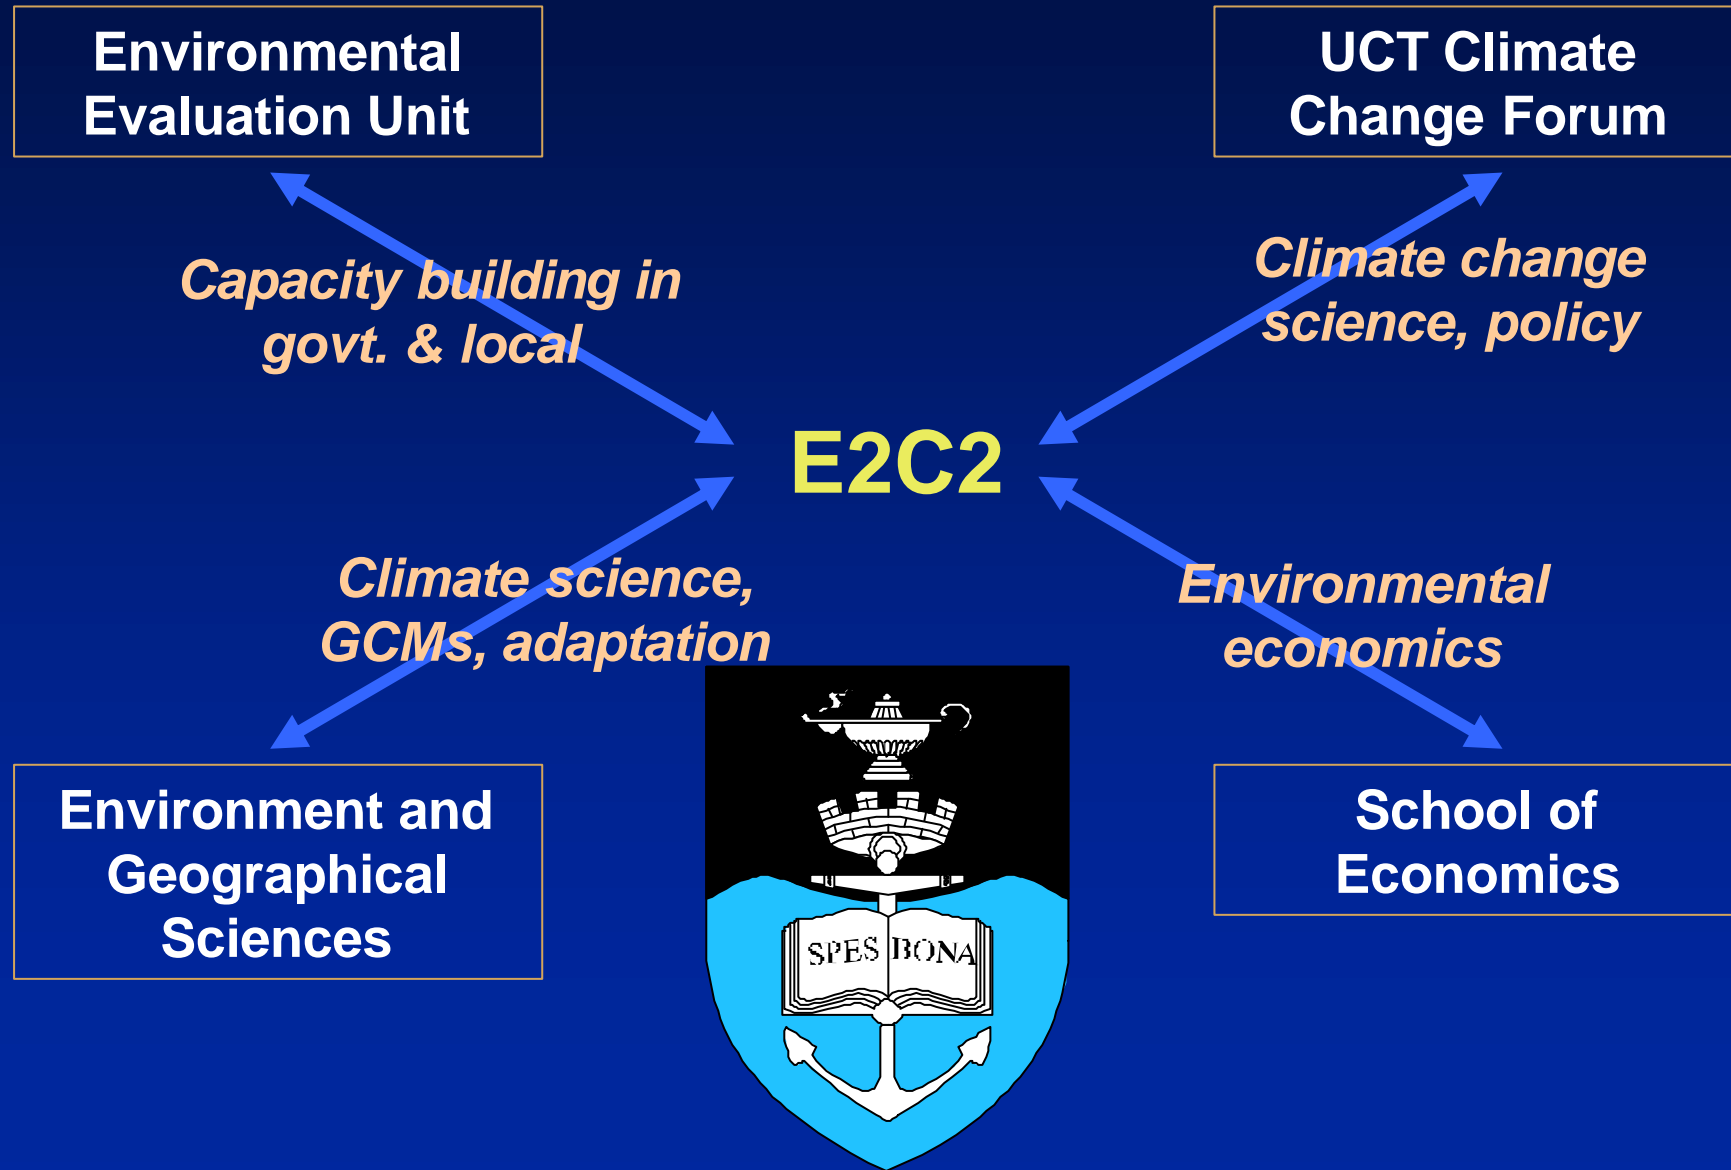 Environmental
Evaluation Unit
UCT Climate
Change Forum
Capacity building in
govt. & local
Climate change
science, policy
E2C2
Climate science,
GCMs, adaptation
Environmental
economics
Environment and
Geographical
Sciences
School of
Economics
SPES BONA